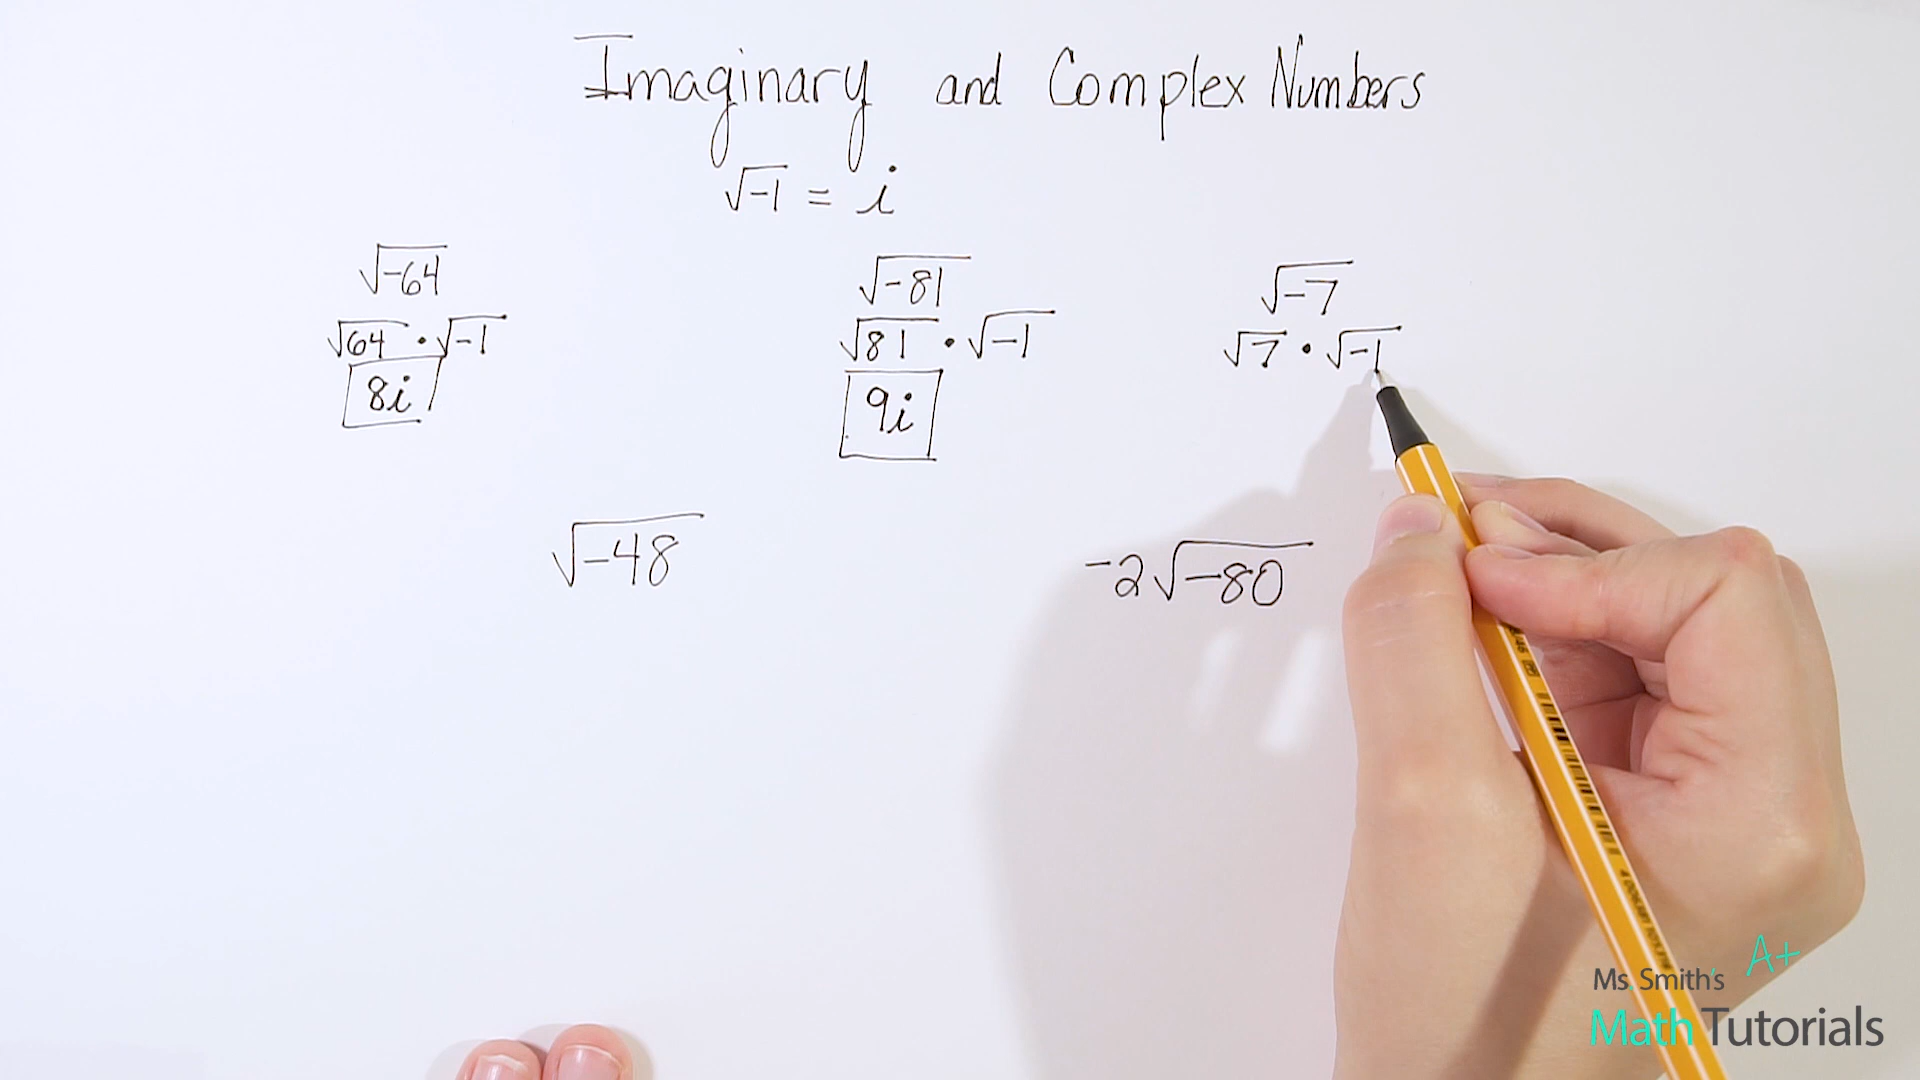 Imaginary and Complex Numbers
√-1 = i
√-64
√64 · √-1
8i
√-81
√81 · √-1
9i
√-7
√7 · √-1
√-48
-2√-80
A+
Ms. Smith's
Math Tutorials